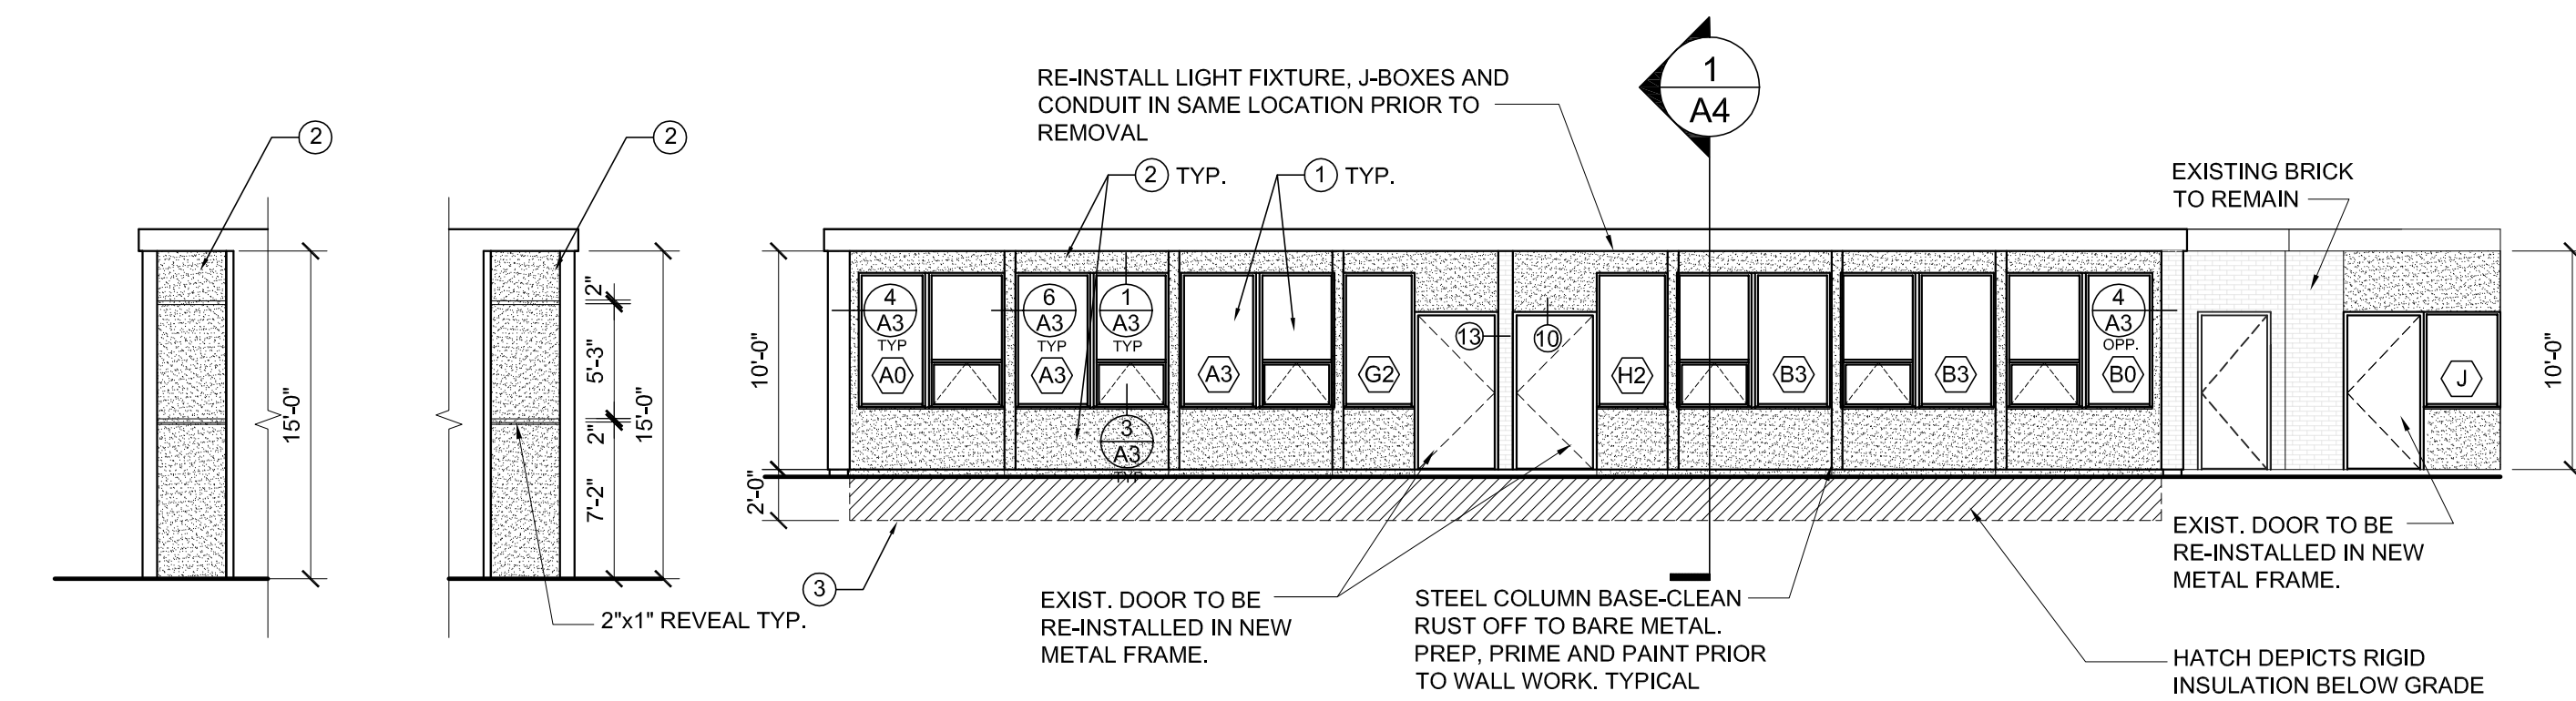 2
2
2"
5'-3"
2"
7'-2"
15'-0"
15'-0"
2"x1" REVEAL TYP.
RE-INSTALL LIGHT FIXTURE, J-BOXES AND
CONDUIT IN SAME LOCATION PRIOR TO
REMOVAL
2 TYP.
1 TYP.
1
A4
EXISTING BRICK
TO REMAIN
10'-0"
2'-0"
4
A3
TYP
A0
6
A3
TYP
A3
1
A3
TYP
3
A3
TYP
A3
G2
13
10
H2
B3
B3
4
A3
OPP.
B0
J
10'-0"
3
EXIST. DOOR TO BE
RE-INSTALLED IN NEW
METAL FRAME.
STEEL COLUMN BASE-CLEAN
RUST OFF TO BARE METAL.
PREP, PRIME AND PAINT PRIOR
TO WALL WORK. TYPICAL
EXIST. DOOR TO BE
RE-INSTALLED IN NEW
METAL FRAME.
HATCH DEPICTS RIGID
INSULATION BELOW GRADE